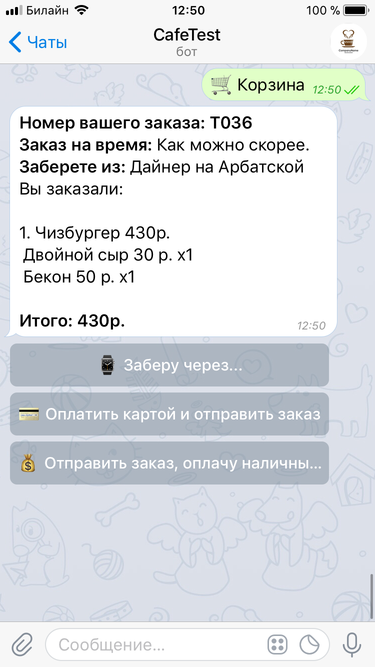 Билайн 12:50 100 %
Чаты
CafeTest
бот
Корзина 12:50
Номер вашего заказа: T036
Заказ на время: Как можно скорее.
Заберете из: Дайнер на Арбатской
Вы заказали:
1. Чизбургер 430р.
Двойной сыр 30 р. x1
Бекон 50 р. x1
Итого: 430р.
12:50
Заберу через...
Оплатить картой и отправить заказ
Отправить заказ, оплачу наличны...
Сообщение...